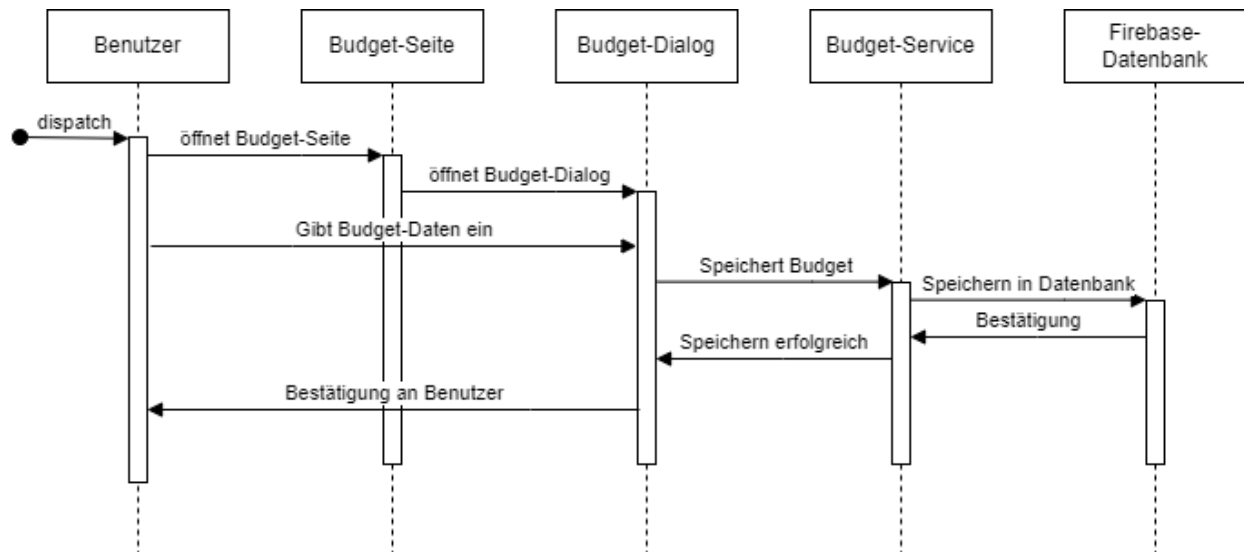 Benutzer
Budget-Seite
Budget-Dialog
Budget-Service
Firebase-
Datenbank
dispatch
öffnet Budget-Seite
öffnet Budget-Dialog
Gibt Budget-Daten ein
Speichert Budget
Speichern in Datenbank
Bestätigung
Speichern erfolgreich
Bestätigung an Benutzer